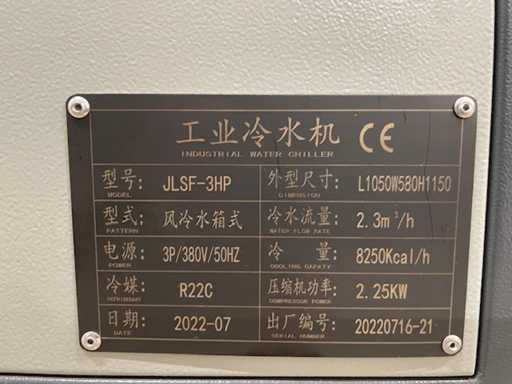 工业冷水机 CE
INDUSTRIAL WATER CHILLER
型号: JLSF-3HP 外型尺寸: L1050W580H1150
MODEL DIMENSION
型式: 风冷水箱式 冷水流量: 2.3m³/h
PATTERN WATER FLOW RATE
电源: 3P/380V/50HZ 冷 量: 8250Kcal/h
POWER COOLING CAPATY
冷媒: R22C 压缩机功率: 2.25KW
REFRIGERANT COMPRESSOR POWER
日期: 2022-07 出厂编号: 20220716-21
DATE SERIAL NUMBER